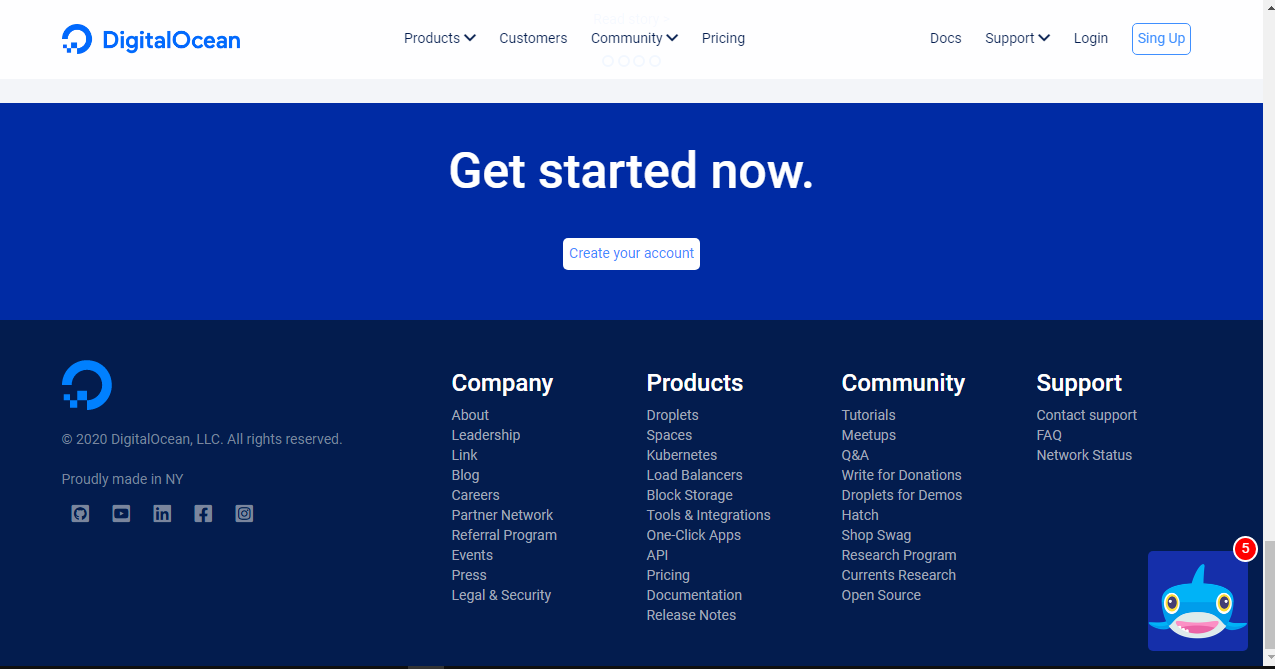 Read story >
DigitalOcean
Products Customers Community Pricing Docs Support Login Sing Up
Get started now.
Create your account
Company
About
Leadership
Link
Blog
Careers
Partner Network
Referral Program
Events
Press
Legal & Security
Products
Droplets
Spaces
Kubernetes
Load Balancers
Block Storage
Tools & Integrations
One-Click Apps
API
Pricing
Documentation
Release Notes
Community
Tutorials
Meetups
Q&A
Write for Donations
Droplets for Demos
Hatch
Shop Swag
Research Program
Currents Research
Open Source
Support
Contact support
FAQ
Network Status
© 2020 DigitalOcean, LLC. All rights reserved.
Proudly made in NY
5